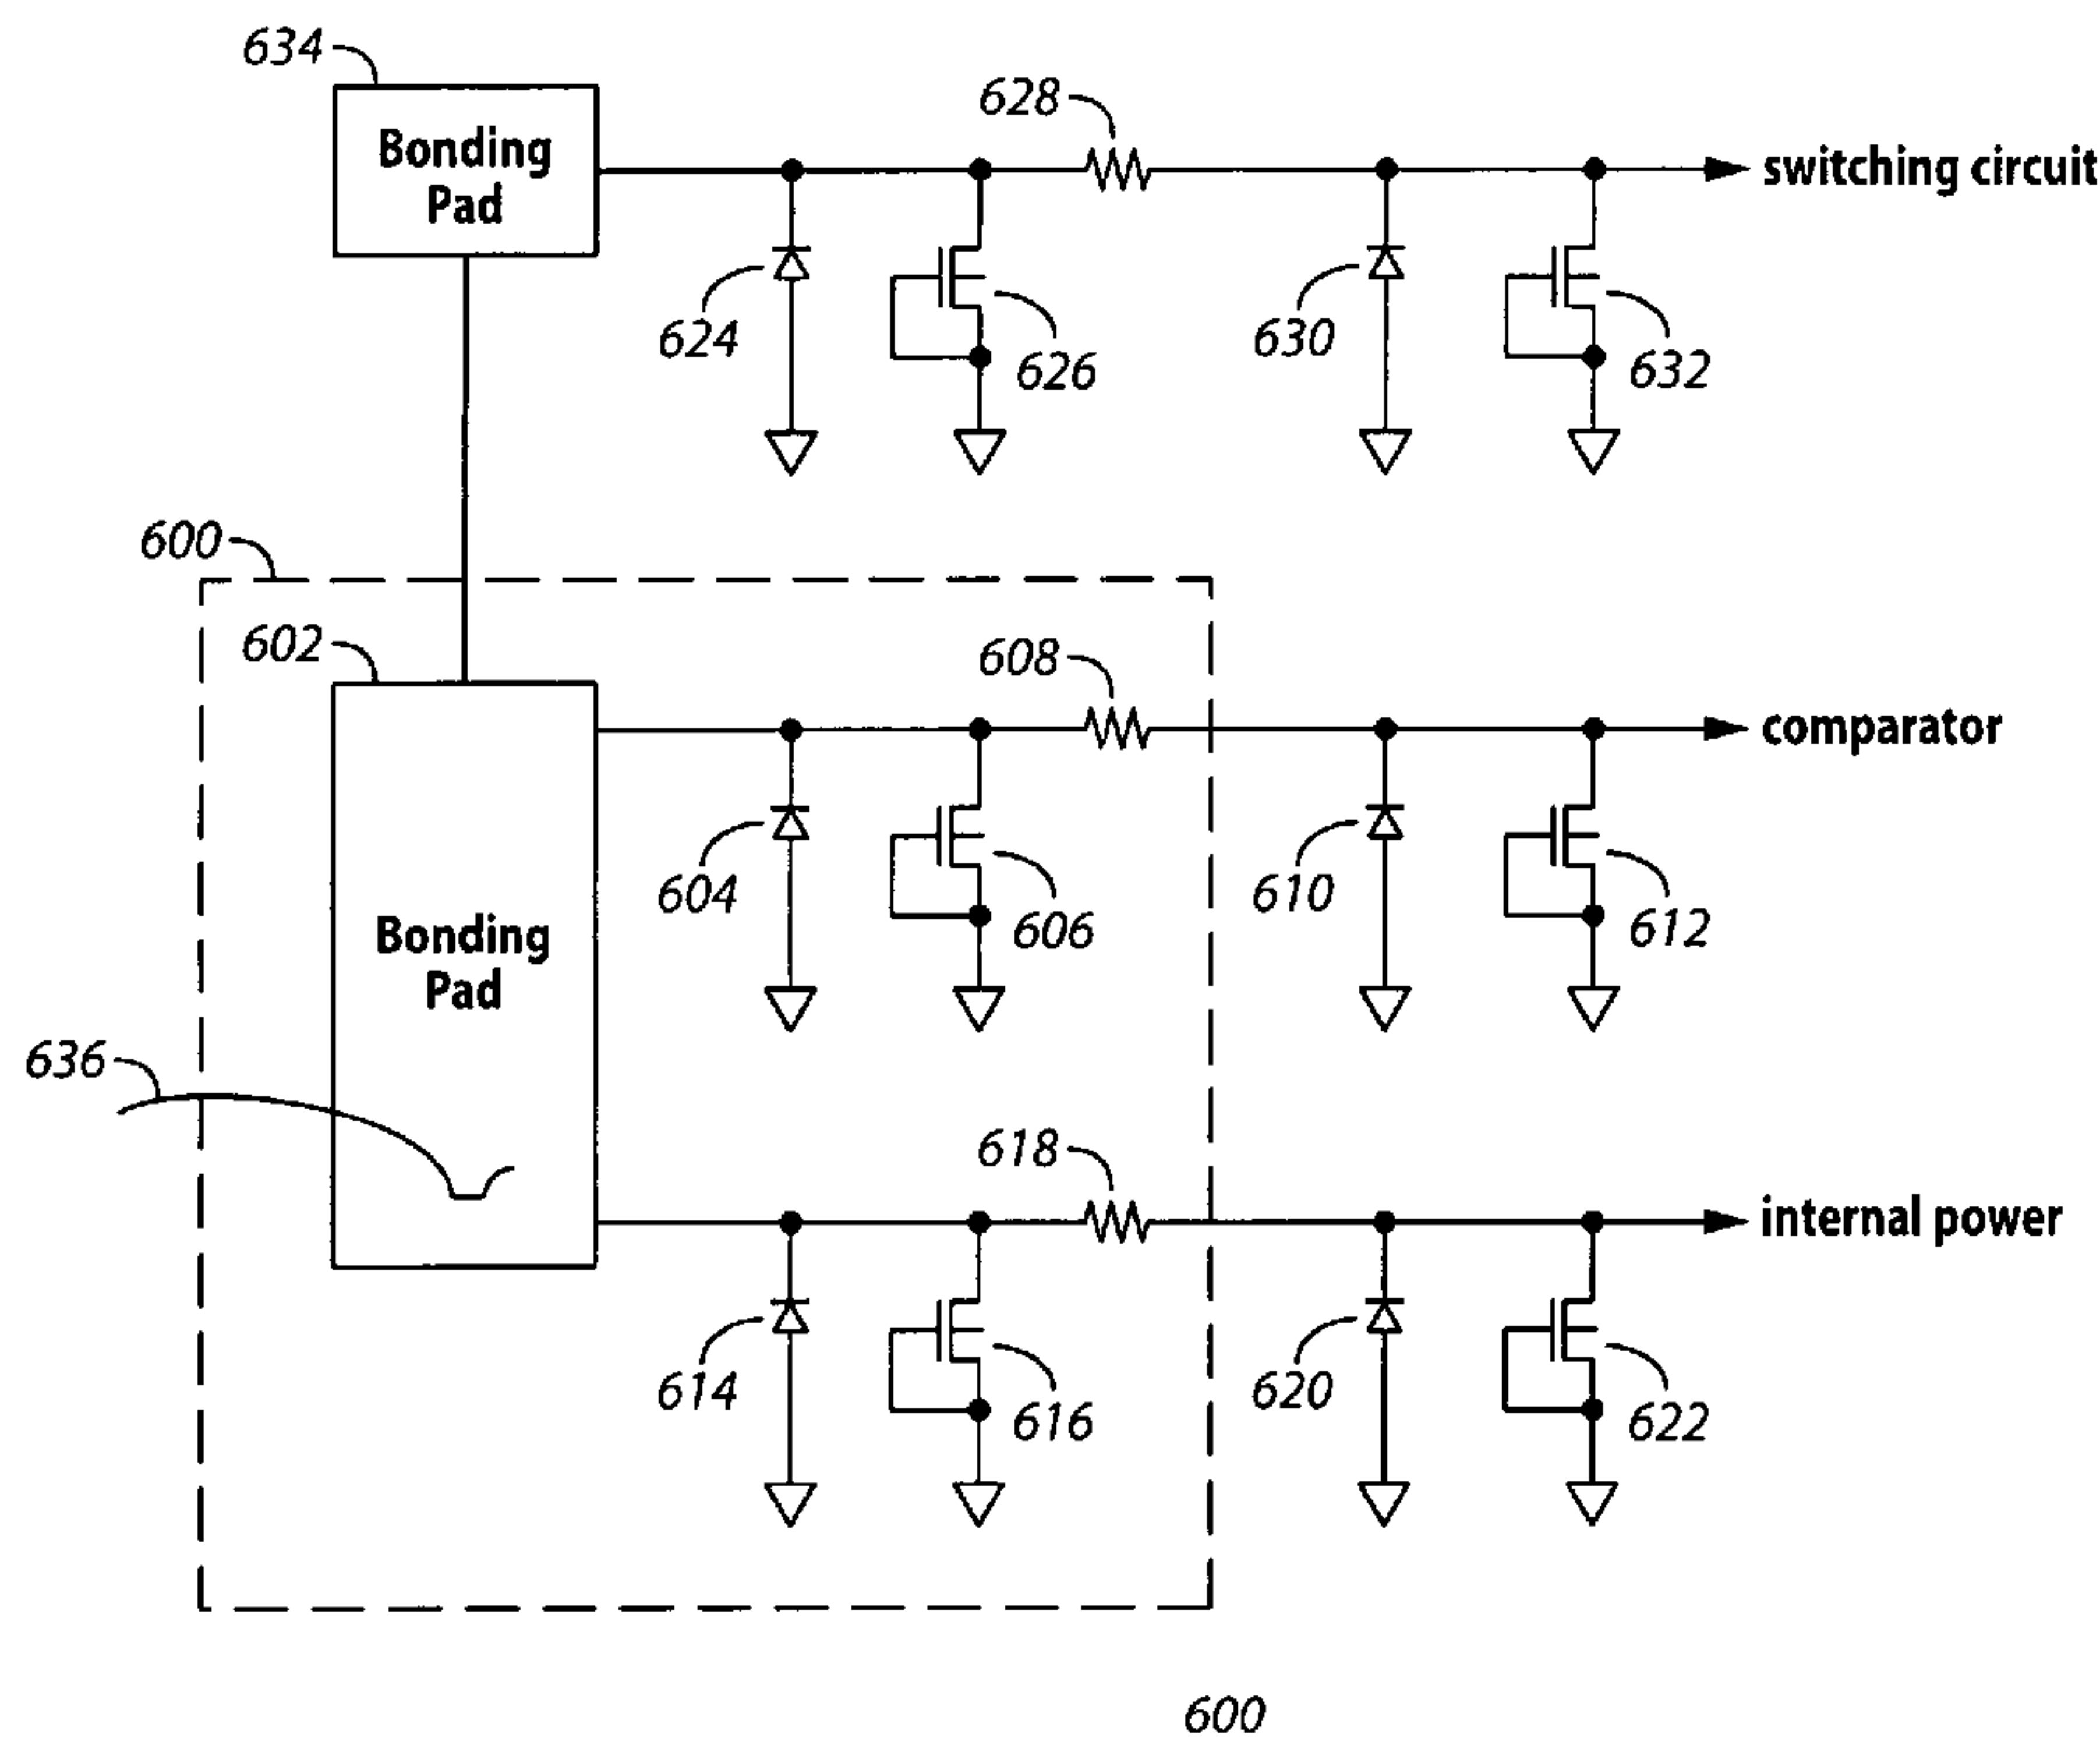 634
Bonding
Pad
628
switching circuit
624
626
630
632
600
602
608
comparator
604
606
610
612
Bonding
Pad
636
618
internal power
614
616
620
622
600